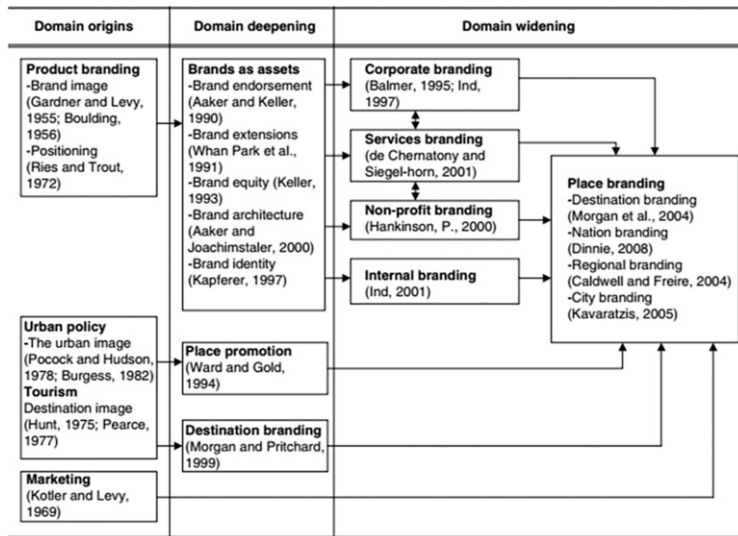 Domain origins
Domain deepening
Domain widening
Product branding
-Brand image
(Gardner and Levy,
1955; Boulding,
1956)
-Positioning
(Ries and Trout,
1972)
Brands as assets
-Brand endorsement
(Aaker and Keller,
1990)
-Brand extensions
(Whan Park et al.,
1991)
-Brand equity (Keller,
1993)
-Brand architecture
(Aaker and
Joachimstaler, 2000)
-Brand identity
(Kapferer, 1997)
Corporate branding
(Balmer, 1995; Ind,
1997)
Services branding
(de Chernatony and
Siegel-horn, 2001)
Non-profit branding
(Hankinson, P., 2000)
Internal branding
(Ind, 2001)
Place branding
-Destination branding
(Morgan et al., 2004)
-Nation branding
(Dinnie, 2008)
-Regional branding
(Caldwell and Freire, 2004)
-City branding
(Kavaratzis, 2005)
Urban policy
-The urban image
(Pocock and Hudson,
1978; Burgess, 1982)
Tourism
Destination image
(Hunt, 1975; Pearce,
1977)
Place promotion
(Ward and Gold,
1994)
Destination branding
(Morgan and Pritchard,
1999)
Marketing
(Kotler and Levy,
1969)